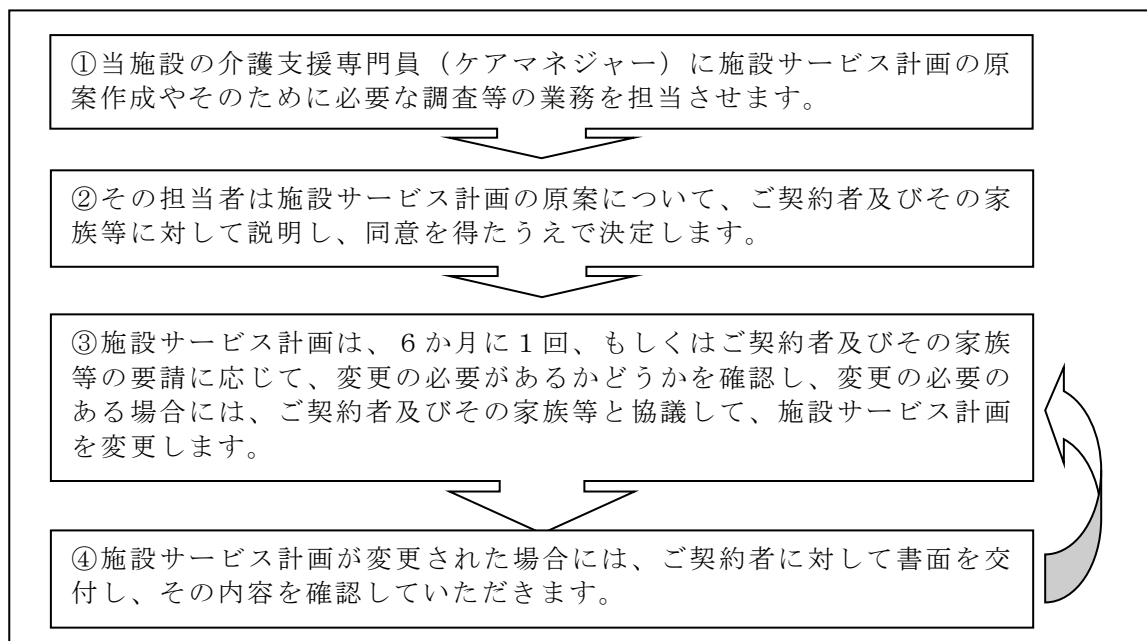 ①当施設の介護支援専門員（ケアマネジャー）に施設サービス計画の原
案作成やそのために必要な調査等の業務を担当させます。
②その担当者は施設サービス計画の原案について、ご契約者及びその家
族等に対して説明し、同意を得たうえで決定します。
③施設サービス計画は、６か月に１回、もしくはご契約者及びその家族
等の要請に応じて、変更の必要があるかどうかを確認し、変更の必要の
ある場合には、ご契約者及びその家族等と協議して、施設サービス計画
を変更します。
④施設サービス計画が変更された場合には、ご契約者に対して書面を交
付し、その内容を確認していただきます。